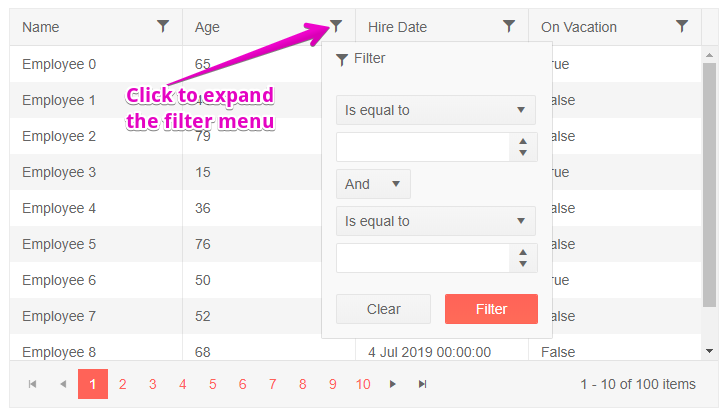 Name Age Hire Date On Vacation
Employee 0 65 rue
Filter
Employee 1 4 alse
Click to expand
the filter menu
Is equal to
Employee 2 79 alse
Employee 3 15 rue
And
Employee 4 36 alse
Is equal to
Employee 5 76 alse
Employee 6 50 rue
Employee 7 52 alse
Clear Filter
Employee 8 68 4 Jul 2019 00:00:00 False
1 2 3 4 5 6 7 8 9 10 1 - 10 of 100 items